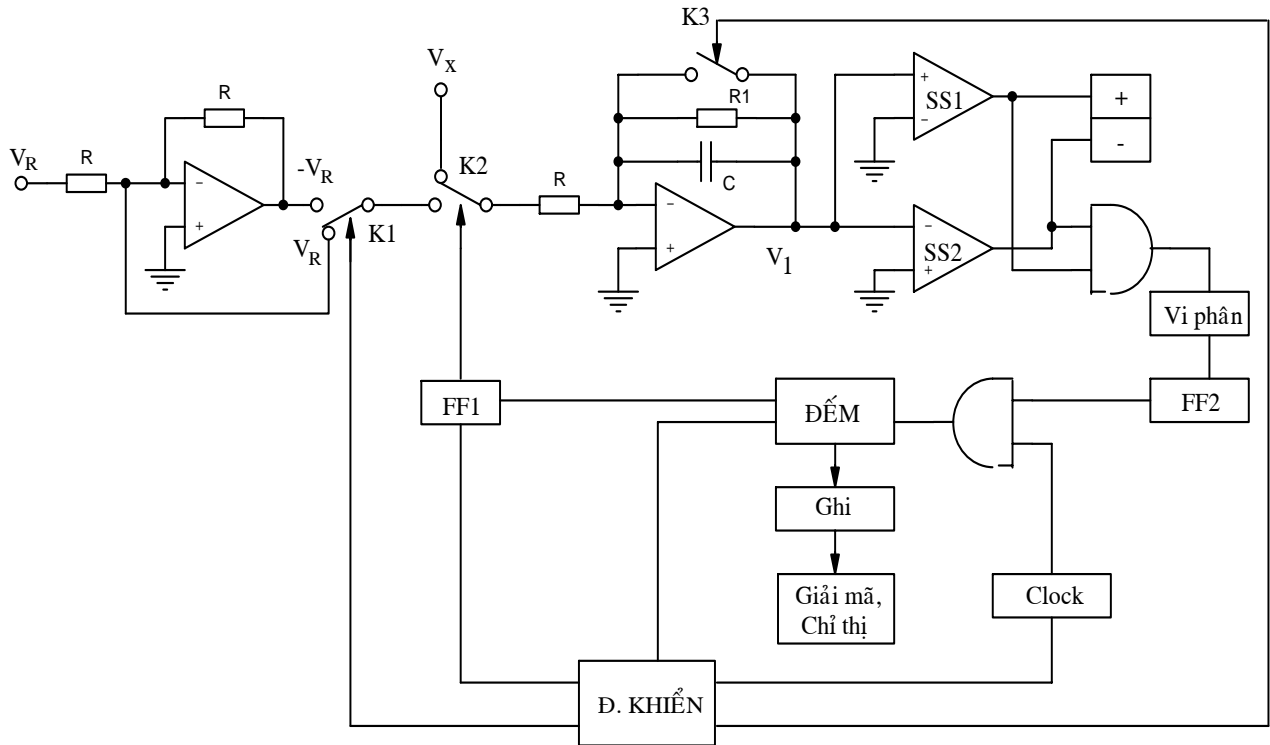 K3
V_X
R
R1
SS1
+
-
+
-
V_R
R
-V_R
K2
R
C
-
+
V_R
K1
-
+
V_1
-
+
SS2
Vi phân
FF1
ĐẾM
FF2
Ghi
Giải mã,
Chỉ thị
Clock
Đ. KHIỂN